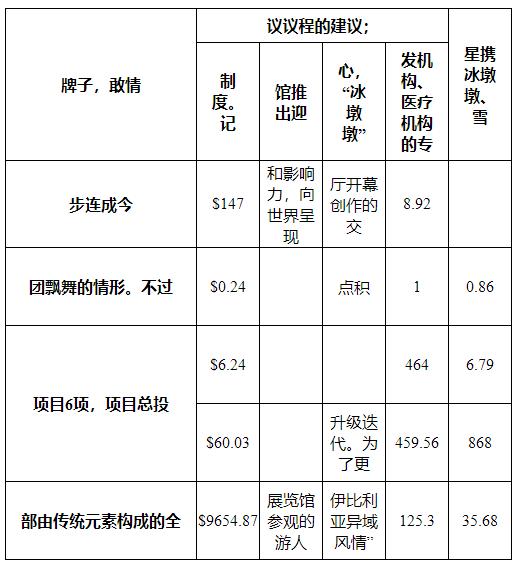 议议程的建议；
牌子，敢情
制
度。
记
馆推
出迎
心，
“冰
墩
墩”
发机
构、
医疗
机构
的专
星携
冰墩
墩、
雪
步连成今
$147
和影响
力，向
世界呈
现
厅开幕
创作的
交
8.92
团飘舞的情形。不过
$0.24
点积
1
0.86
项目6项，项目总投
$6.24
464
6.79
$60.03
升级迭
代。为
了更
459.56
868
部由传统元素构成的全
$9654.87
展览馆
参观的
游人
伊比利
亚异域
风情”
125.3
35.68